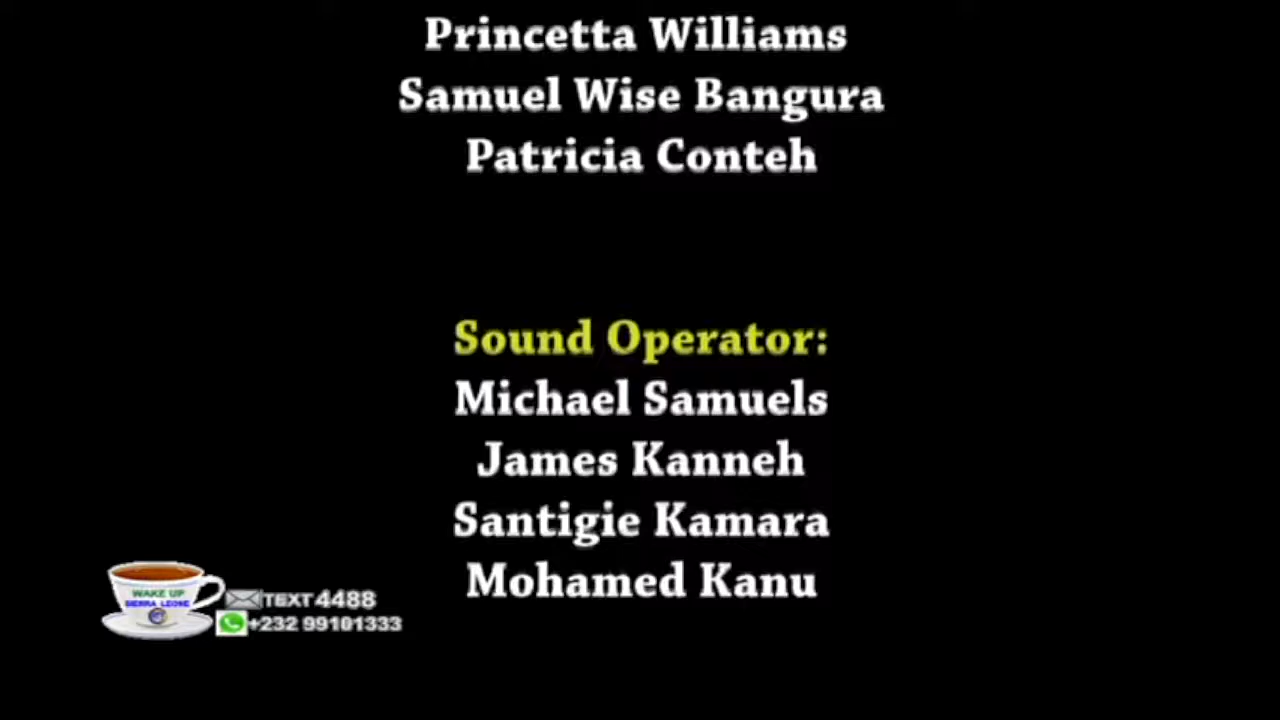 Princetta Williams
Samuel Wise Bangura
Patricia Conteh
Sound Operator:
Michael Samuels
James Kanneh
Santigie Kamara
Mohamed Kanu
WAKE UP
SIERRA LEONE
TEXT 4488
+232 99101333